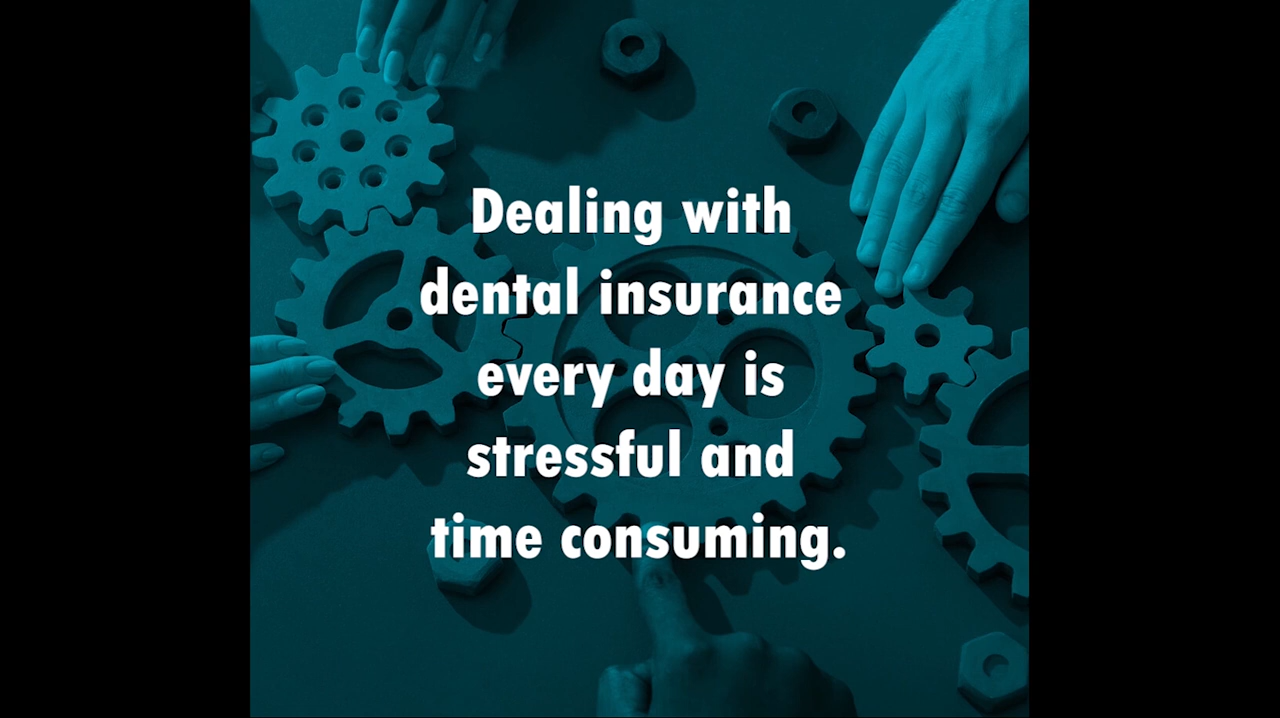 Dealing with
dental insurance
every day is
stressful and
time consuming.